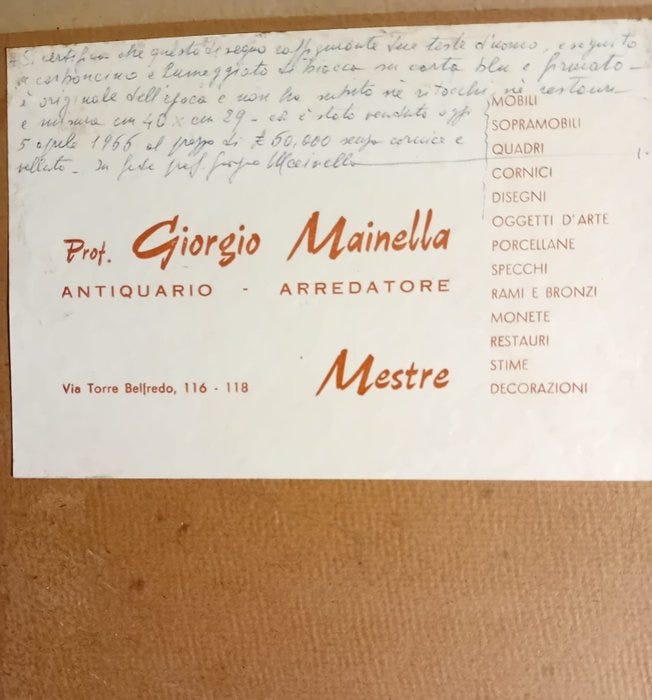 Si certifica che questo disegno raffigurante due teste d'uomo, eseguito
a carboncino e lumeggiato di biacca su carta blu e firmato -
è originale dell'epoca e non ha subito nè ritocchi, nè restauri -
e misura cm 40 x cm 29 - ed è stato venduto oggi
5 aprile 1966 al prezzo di £ 50.000 senza cornice e
In fede prof. Giorgio Mainella
Prof. Giorgio Mainella
ANTIQUARIO - ARREDATORE
Mestre
Via Torre Belfredo, 116 - 118
MOBILI
SOPRAMOBILI
QUADRI
CORNICI
DISEGNI
OGGETTI D'ARTE
PORCELLANE
SPECCHI
RAMI E BRONZI
MONETE
RESTAURI
STIME
DECORAZIONI